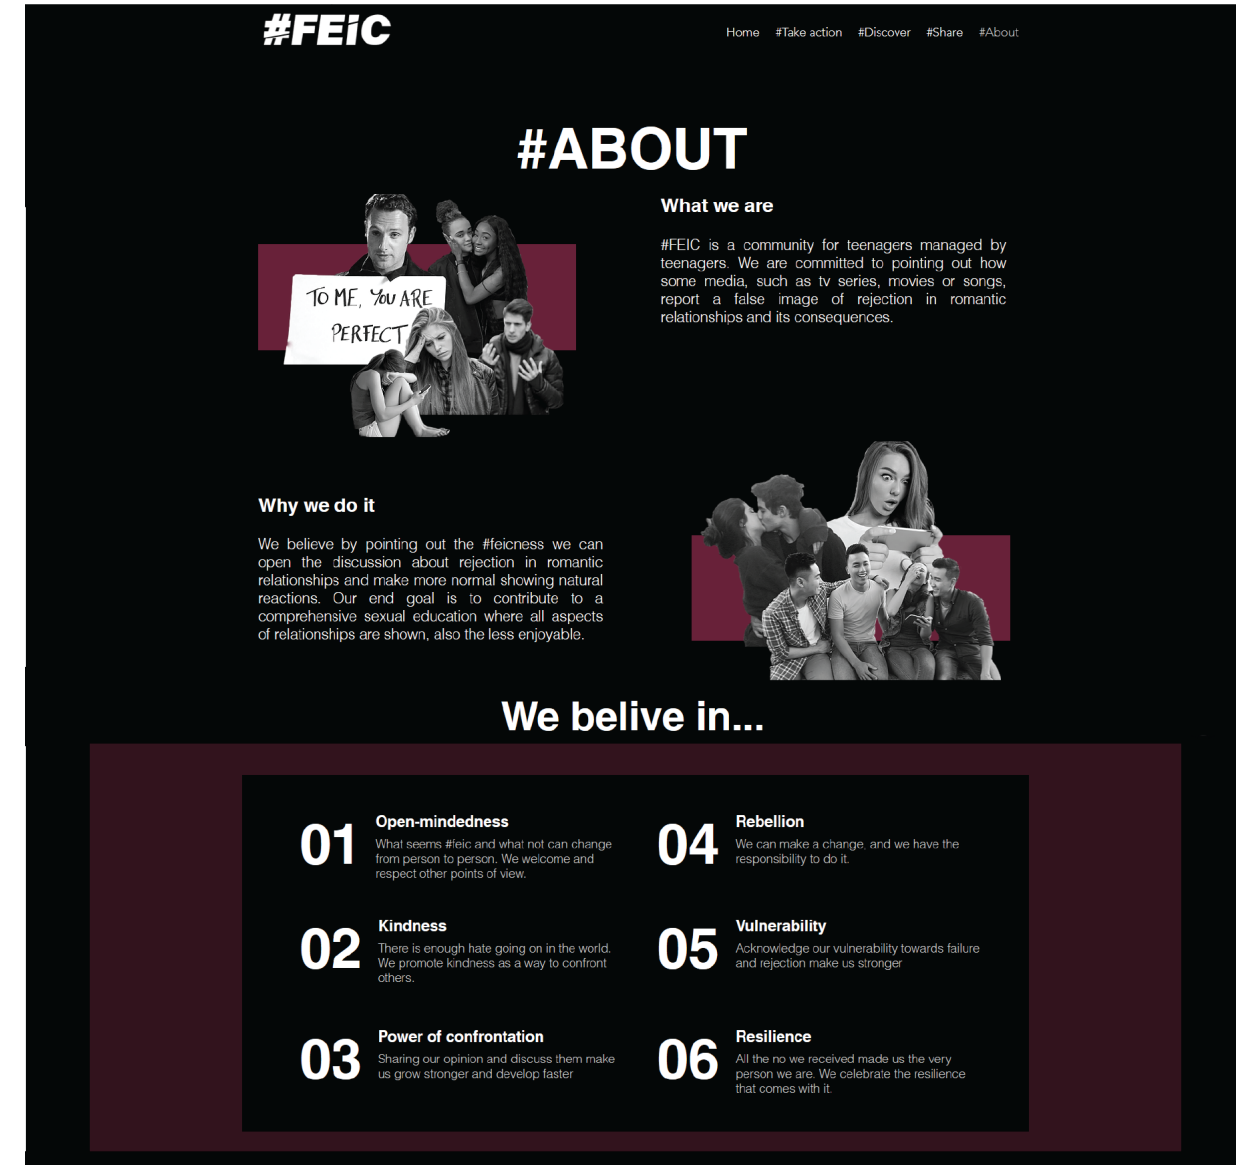 #FEiC
Home #Take action #Discover #Share #About
#ABOUT
TO ME, YOU ARE
PERFECT
What we are
#FEIC is a community for teenagers managed by
teenagers. We are committed to pointing out how
some media, such as tv series, movies or songs,
report a false image of rejection in romantic
relationships and its consequences.
Why we do it
We believe by pointing out the #feicness we can
open the discussion about rejection in romantic
relationships and make more normal showing natural
reactions. Our end goal is to contribute to a
comprehensive sexual education where all aspects
of relationships are shown, also the less enjoyable.
We belive in...
01
Open-mindedness
What seems #feic and what not can change
from person to person. We welcome and
respect other points of view.
02
Kindness
There is enough hate going on in the world.
We promote kindness as a way to confront
others.
03
Power of confrontation
Sharing our opinion and discuss them make
us grow stronger and develop faster
04
Rebellion
We can make a change, and we have the
responsibility to do it.
05
Vulnerability
Acknowledge our vulnerability towards failure
and rejection make us stronger
06
Resilience
All the no we received made us the very
person we are. We celebrate the resilience
that comes with it.